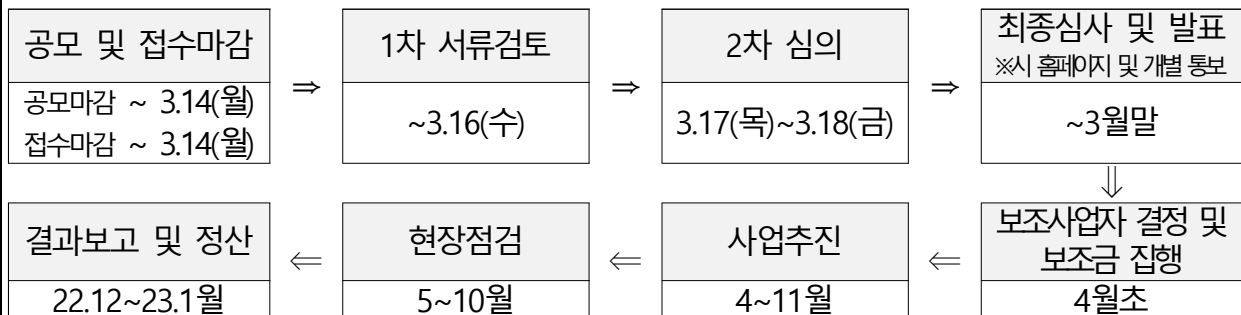 공모 및 접수마감
공모마감 ~ 3.14(월)
접수마감 ~ 3.14(월)
⇒
1차 서류검토
~3.16(수)
⇒
2차 심의
3.17(목)~3.18(금)
⇒
최종심사 및 발표
※시 홈페이지 및 개별 통보
~3월말
⇓
보조사업자 결정 및
보조금 집행
4월초
⇐
사업추진
4~11월
⇐
현장점검
5~10월
⇐
결과보고 및 정산
22.12~23.1월